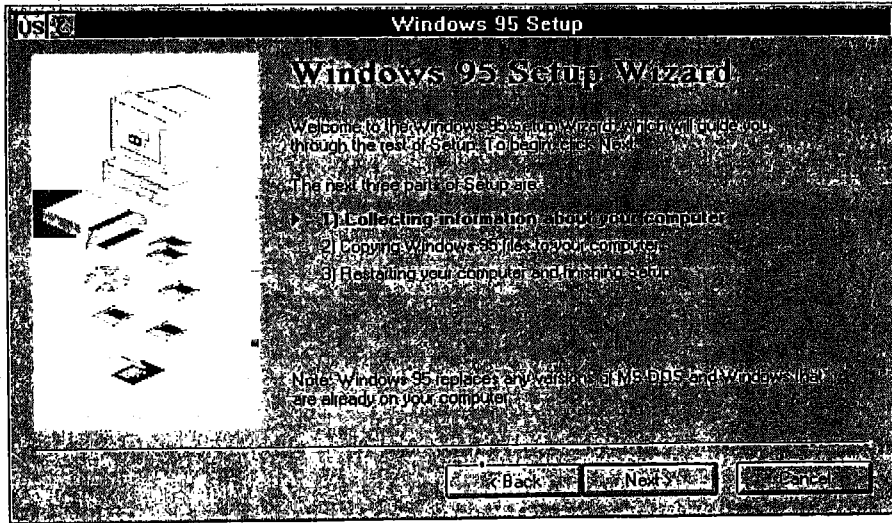 US
Windows 95 Setup
Windows 95 Setup Wizard
Welcome to the Windows 95 Setup Wizard, which will guide you
through the rest of Setup. To begin, click Next.
The next three parts of Setup are:
1) Collecting information about your computer
2) Copying Windows 95 files to your computer.
3) Restarting your computer and finishing Setup.
Note: Windows 95 replaces any versions of MS-DOS and Windows that
are already on your computer.
< Back
Next >
Cancel